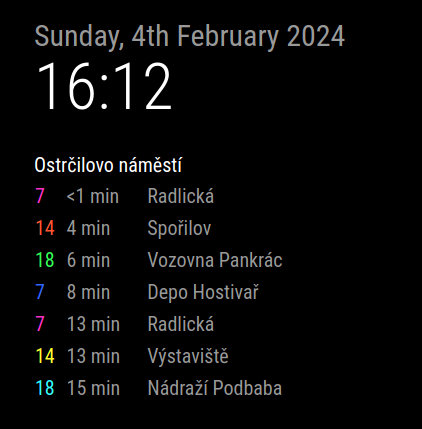 Sunday, 4th February 2024
16:12
Ostrčilovo náměstí
7 <1 min Radlická
14 4 min Spořilov
18 6 min Vozovna Pankrác
7 8 min Depo Hostivař
7 13 min Radlická
14 13 min Výstaviště
18 15 min Nádraží Podbaba